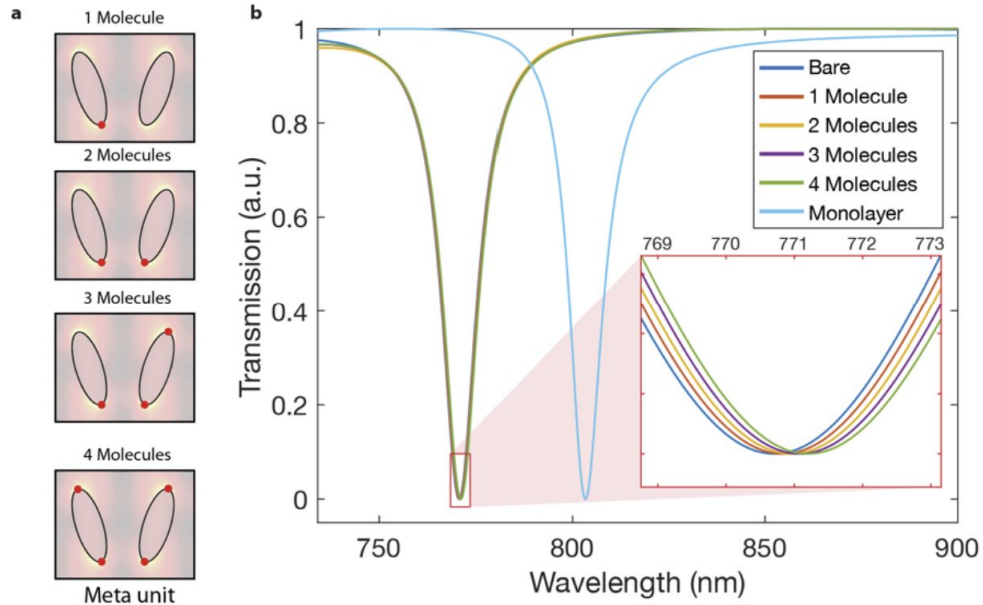 a
1 Molecule
2 Molecules
3 Molecules
4 Molecules
Meta unit
b
Transmission (a.u.)
1
0.8
0.6
0.4
0.2
0
750
800
850
900
Wavelength (nm)
Bare
1 Molecule
2 Molecules
3 Molecules
4 Molecules
Monolayer
769
770
771
772
773